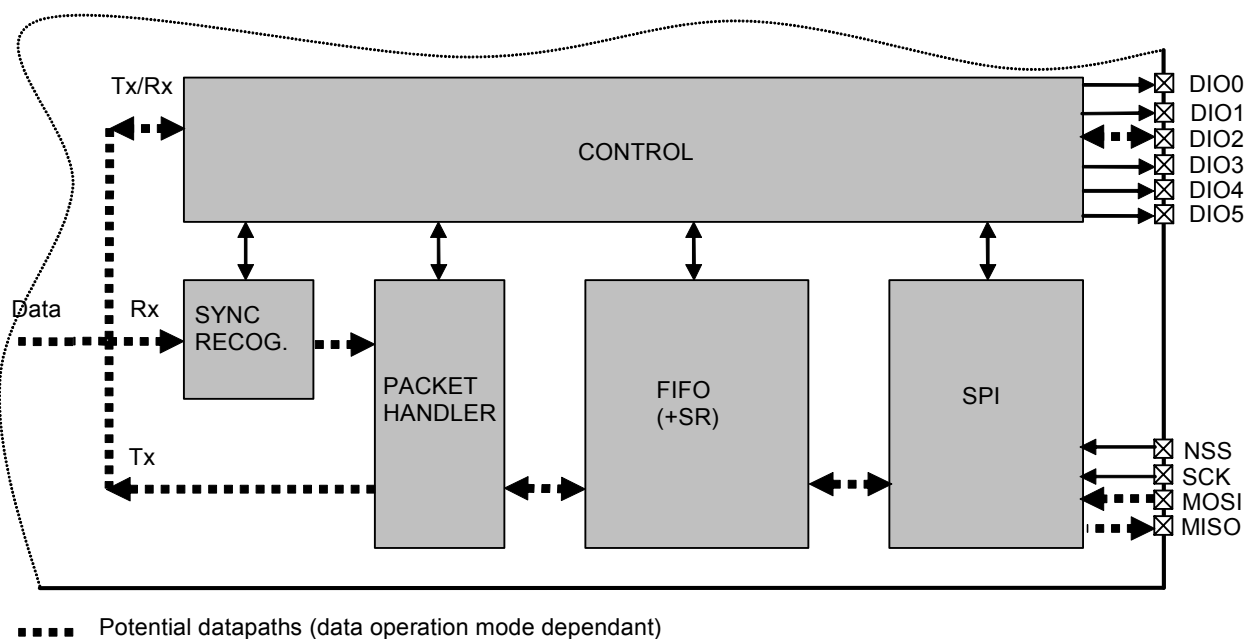 Tx/Rx
CONTROL
DIO0
DIO1
DIO2
DIO3
DIO4
DIO5
Data
Rx
SYNC
RECOG.
PACKET
HANDLER
FIFO
(+SR)
SPI
Tx
NSS
SCK
MOSI
MISO
Potential datapaths (data operation mode dependant)